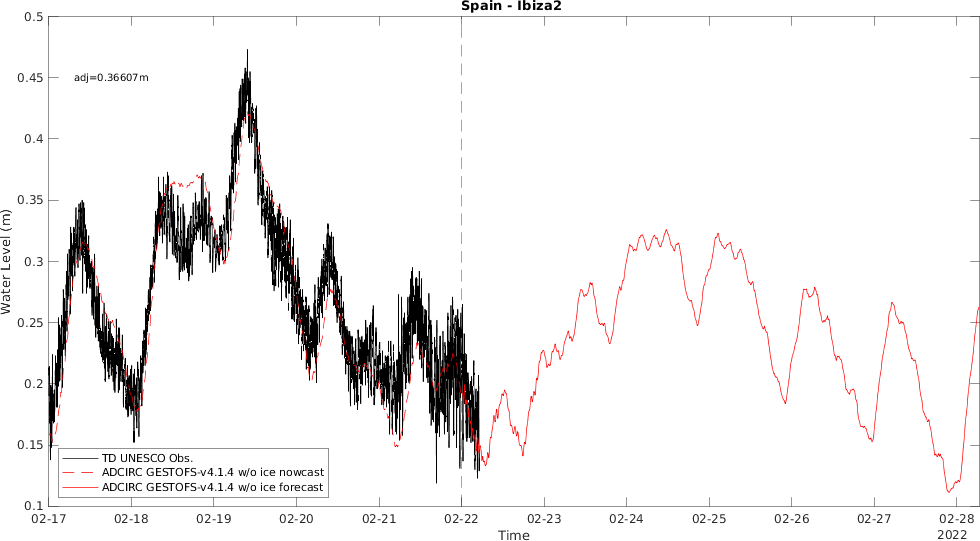 Spain - Ibiza2
0.5
0.45
0.4
0.35
0.3
0.25
0.2
0.15
0.1
Water Level (m)
adj=0.36607m
TD UNESCO Obs.
ADCIRC GESTOFS-v4.1.4 w/o ice nowcast
ADCIRC GESTOFS-v4.1.4 w/o ice forecast
02-17 02-18 02-19 02-20 02-21 02-22 02-23 02-24 02-25 02-26 02-27 02-28
Time
2022